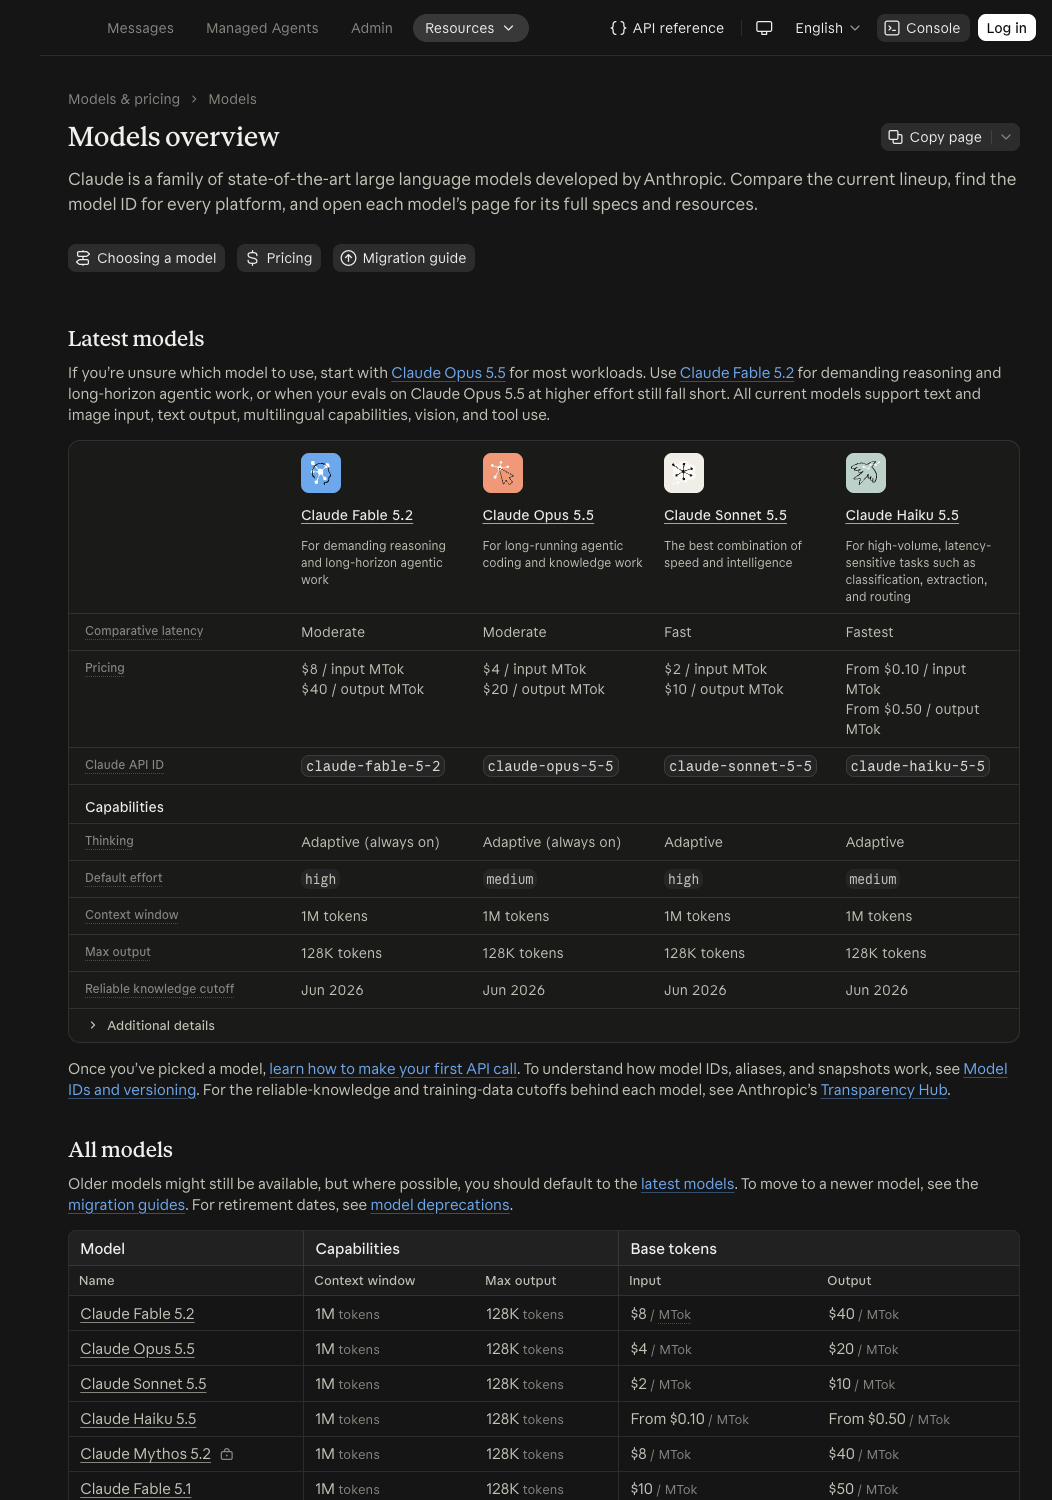 Messages Managed Agents Admin Resources API reference English Console Log in
Models & pricing Models
Models overview
Copy page
Claude is a family of state-of-the-art large language models developed by Anthropic. Compare the current lineup, find the
model ID for every platform, and open each model’s page for its full specs and resources.
Choosing a model Pricing Migration guide
Latest models
If you’re unsure which model to use, start with Claude Opus 5.5 for most workloads. Use Claude Fable 5.2 for demanding reasoning and
long-horizon agentic work, or when your evals on Claude Opus 5.5 at higher effort still fall short. All current models support text and
image input, text output, multilingual capabilities, vision, and tool use.
Claude Fable 5.2 Claude Opus 5.5 Claude Sonnet 5.5 Claude Haiku 5.5
For demanding reasoning For long-running agentic The best combination of For high-volume, latency-
and long-horizon agentic coding and knowledge work speed and intelligence sensitive tasks such as
work classification, extraction,
and routing
Comparative latency Moderate Moderate Fast Fastest
Pricing $8 / input MTok $4 / input MTok $2 / input MTok From $0.10 / input
$40 / output MTok $20 / output MTok $10 / output MTok MTok
From $0.50 / output
MTok
Claude API ID claude-fable-5-2 claude-opus-5-5 claude-sonnet-5-5 claude-haiku-5-5
Capabilities
Thinking Adaptive (always on) Adaptive (always on) Adaptive Adaptive
Default effort high medium high medium
Context window 1M tokens 1M tokens 1M tokens 1M tokens
Max output 128K tokens 128K tokens 128K tokens 128K tokens
Reliable knowledge cutoff Jun 2026 Jun 2026 Jun 2026 Jun 2026
Additional details
Once you’ve picked a model, learn how to make your first API call. To understand how model IDs, aliases, and snapshots work, see Model
IDs and versioning. For the reliable-knowledge and training-data cutoffs behind each model, see Anthropic’s Transparency Hub.
All models
Older models might still be available, but where possible, you should default to the latest models. To move to a newer model, see the
migration guides. For retirement dates, see model deprecations.
Model Capabilities Base tokens
Name Context window Max output Input Output
Claude Fable 5.2 1M tokens 128K tokens $8 / MTok $40 / MTok
Claude Opus 5.5 1M tokens 128K tokens $4 / MTok $20 / MTok
Claude Sonnet 5.5 1M tokens 128K tokens $2 / MTok $10 / MTok
Claude Haiku 5.5 1M tokens 128K tokens From $0.10 / MTok From $0.50 / MTok
Claude Mythos 5.2 1M tokens 128K tokens $8 / MTok $40 / MTok
Claude Fable 5.1 1M tokens 128K tokens $10 / MTok $50 / MTok